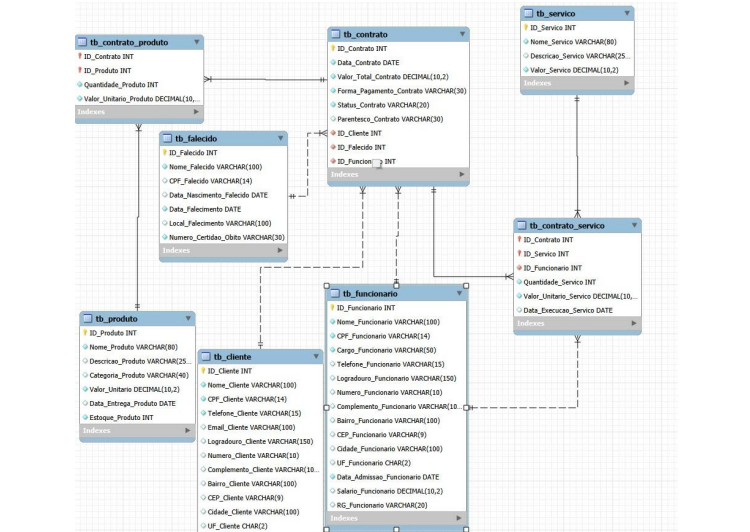 tb_contrato_produto
ID_Contrato INT
ID_Produto INT
Quantidade_Produto INT
Valor_Unitario_Produto DECIMAL(10,...
Indexes
tb_contrato
ID_Contrato INT
Data_Contrato DATE
Valor_Total_Contrato DECIMAL(10,2)
Forma_Pagamento_Contrato VARCHAR(30)
Status_Contrato VARCHAR(20)
Parentesco_Contrato VARCHAR(30)
ID_Cliente INT
ID_Falecido INT
INT
Indexes
tb_servico
ID_Servico INT
Nome_Servico VARCHAR(80)
Descricao_Servico VARCHAR(25...
Valor_Servico DECIMAL(10,2)
Indexes
tb_falecido
ID_Falecido INT
Nome_Falecido VARCHAR(100)
CPF_Falecido VARCHAR(14)
Data_Nascimento_Falecido DATE
Data_Falecimento DATE
Local_Falecimento VARCHAR(100)
Numero_Certidao_Obito VARCHAR(30)
Indexes
tb_contrato_servico
ID_Contrato INT
ID_Servico INT
ID_Funcionario INT
Quantidade_Servico INT
Valor_Unitario_Servico DECIMAL(10,...
Data_Execucao_Servico DATE
Indexes
tb_produto
ID_Produto INT
Nome_Produto VARCHAR(80)
Descricao_Produto VARCHAR(25...
Categoria_Produto VARCHAR(40)
Valor_Unitario DECIMAL(10,2)
Data_Entrega_Produto DATE
Estoque_Produto INT
Indexes
tb_cliente
ID_Cliente INT
Nome_Cliente VARCHAR(100)
CPF_Cliente VARCHAR(14)
Telefone_Cliente VARCHAR(15)
Email_Cliente VARCHAR(100)
Logradouro_Cliente VARCHAR(150)
Numero_Cliente VARCHAR(10)
Complemento_Cliente VARCHAR(10...
Bairro_Cliente VARCHAR(100)
CEP_Cliente VARCHAR(9)
Cidade_Cliente VARCHAR(100)
UF_Cliente CHAR(2)
tb_funcionario
ID_Funcionario INT
Nome_Funcionario VARCHAR(100)
CPF_Funcionario VARCHAR(14)
Cargo_Funcionario VARCHAR(50)
Telefone_Funcionario VARCHAR(15)
Logradouro_Funcionario VARCHAR(150)
Numero_Funcionario VARCHAR(10)
Complemento_Funcionario VARCHAR(10...
Bairro_Funcionario VARCHAR(100)
CEP_Funcionario VARCHAR(9)
Cidade_Funcionario VARCHAR(100)
UF_Funcionario CHAR(2)
Data_Admissao_Funcionario DATE
Salario_Funcionario DECIMAL(10,2)
RG_Funcionario VARCHAR(20)
Indexes